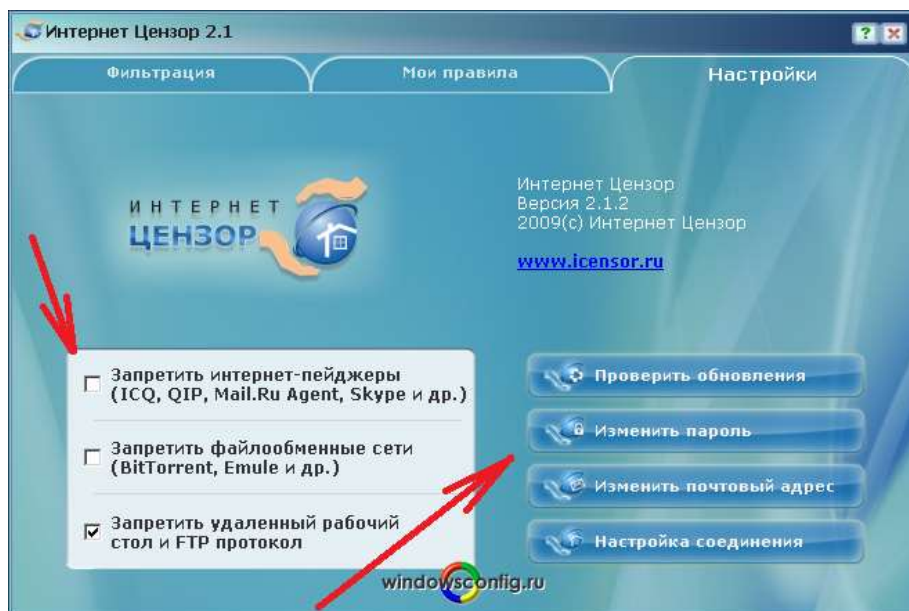 Интернет Цензор 2.1
Фильтрация
Мои правила
Настройки
ИНТЕРНЕТ
ЦЕНЗОР
Интернет Цензор
Версия 2.1.2
2009(c) Интернет Цензор
www.icensor.ru
Запретить интернет-пейджеры
(ICQ, QIP, Mail.Ru Agent, Skype и др.)
Запретить файлообменные сети
(BitTorrent, Emule и др.)
Запретить удаленный рабочий
стол и FTP протокол
Проверить обновления
Изменить пароль
Изменить почтовый адрес
Настройка соединения
windowsconfig.ru